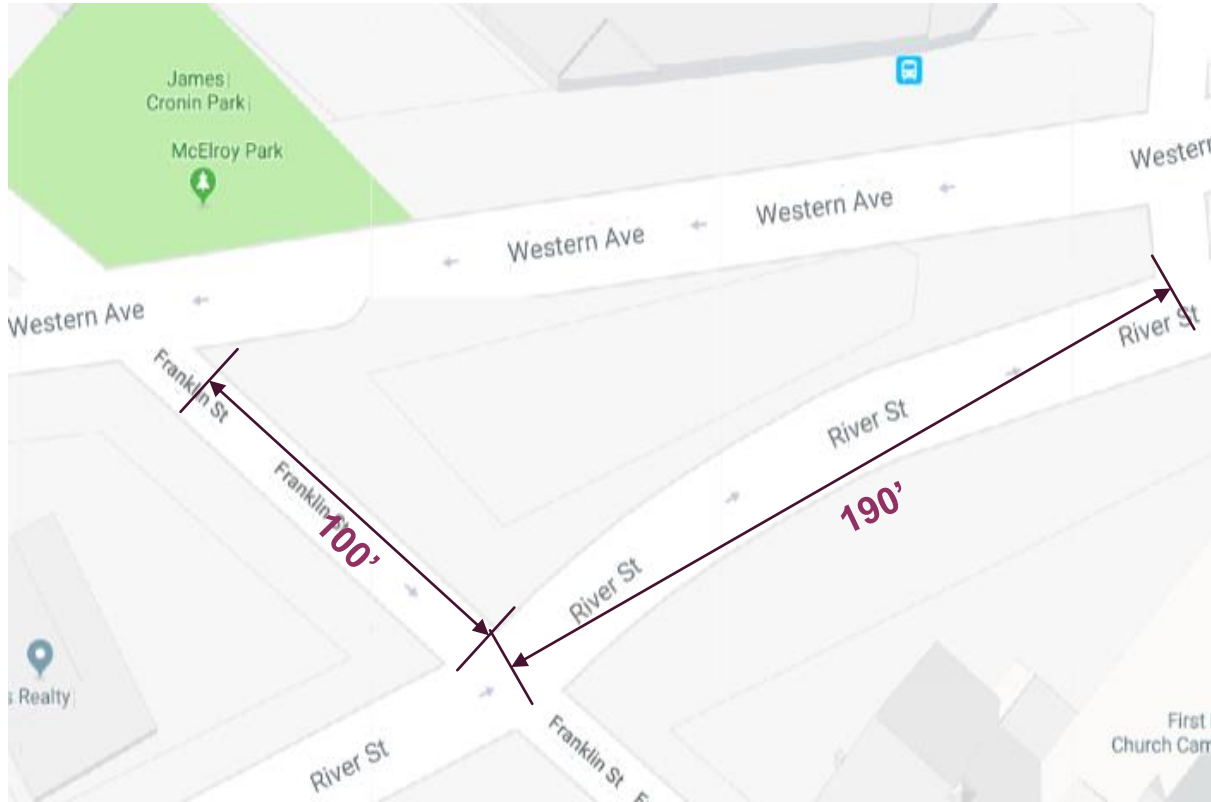 James
Cronin Park
McElroy Park
Western
Western Ave
Western Ave
Western Ave
River St
Franklin St
River St
Franklin St
100’
190’
River St
s Realty
First
Church Cam
Franklin St
River St